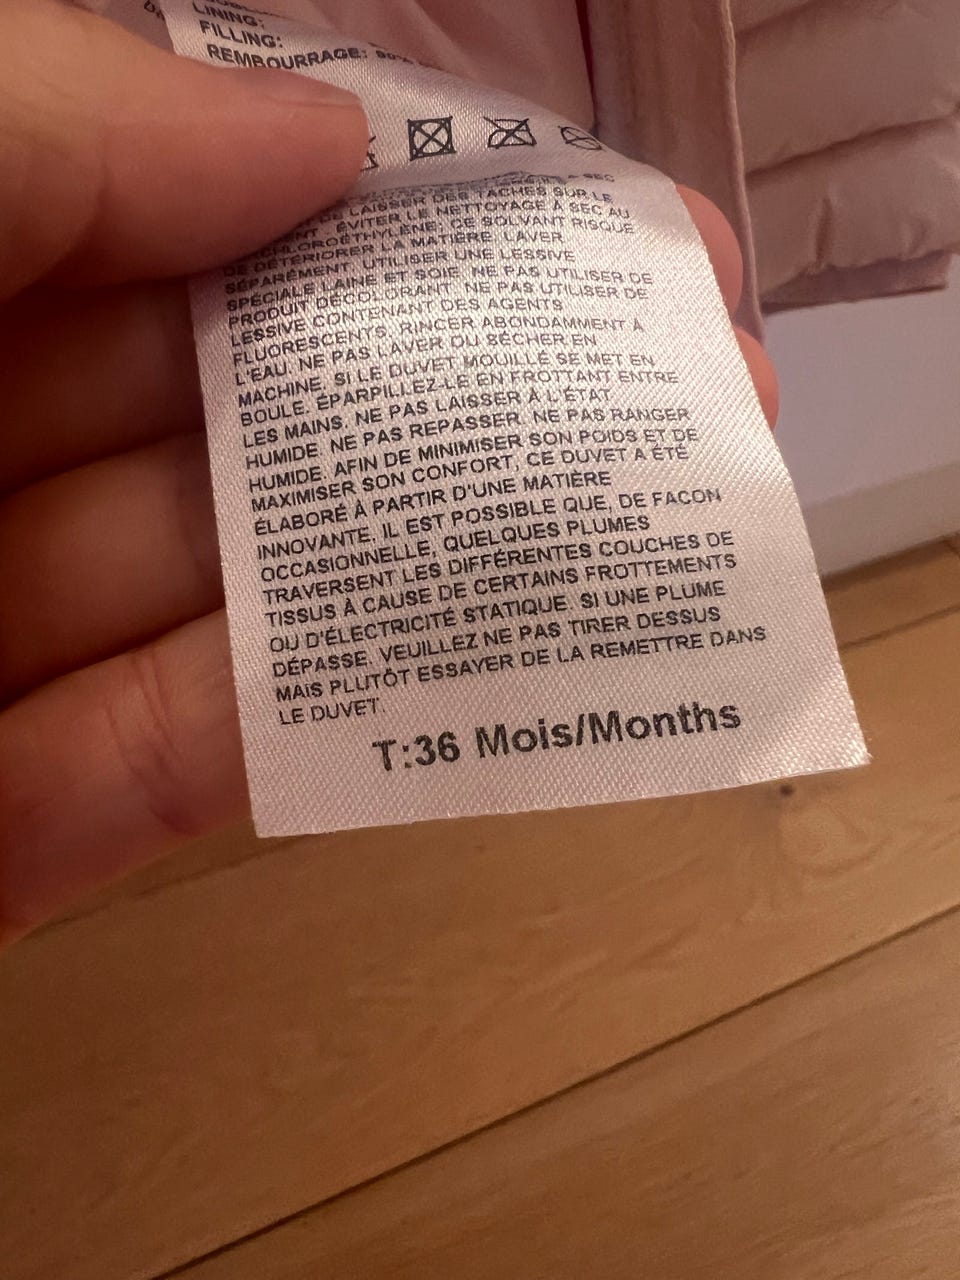 LINING:
FILLING:
REMBOURRAGE:
LAISSER DES TACHES SUR LE
ÉVITER LE NETTOYAGE À SEC AU
CE SOLVANT RISQUE
DE DÉTÉRIORER LA MATIÈRE. LAVER
SÉPARÉMENT. UTILISER UNE LESSIVE
SPÉCIALE LAINE ET SOIE. NE PAS UTILISER DE
PRODUIT DÉCOLORANT. NE PAS UTILISER DE
LESSIVE CONTENANT DES AGENTS
FLUORESCENTS. RINCER ABONDAMMENT À
L'EAU. NE PAS LAVER OU SÉCHER EN
MACHINE, SI LE DUVET MOUILLÉ SE MET EN
BOULE, ÉPARPILLEZ-LE EN FROTTANT ENTRE
LES MAINS. NE PAS LAISSER À L'ÉTAT
HUMIDE. NE PAS REPASSER. NE PAS RANGER
HUMIDE. AFIN DE MINIMISER SON POIDS ET DE
MAXIMISER SON CONFORT, CE DUVET A ÉTÉ
ÉLABORÉ À PARTIR D'UNE MATIÈRE
INNOVANTE, IL EST POSSIBLE QUE, DE FACON
OCCASIONNELLE, QUELQUES PLUMES
TRAVERSENT LES DIFFÉRENTES COUCHES DE
TISSUS À CAUSE DE CERTAINS FROTTEMENTS
OU D'ÉLECTRICITÉ STATIQUE. SI UNE PLUME
DÉPASSE, VEUILLEZ NE PAS TIRER DESSUS
MAIS PLUTÔT ESSAYER DE LA REMETTRE DANS
LE DUVET.
T:36 Mois/Months